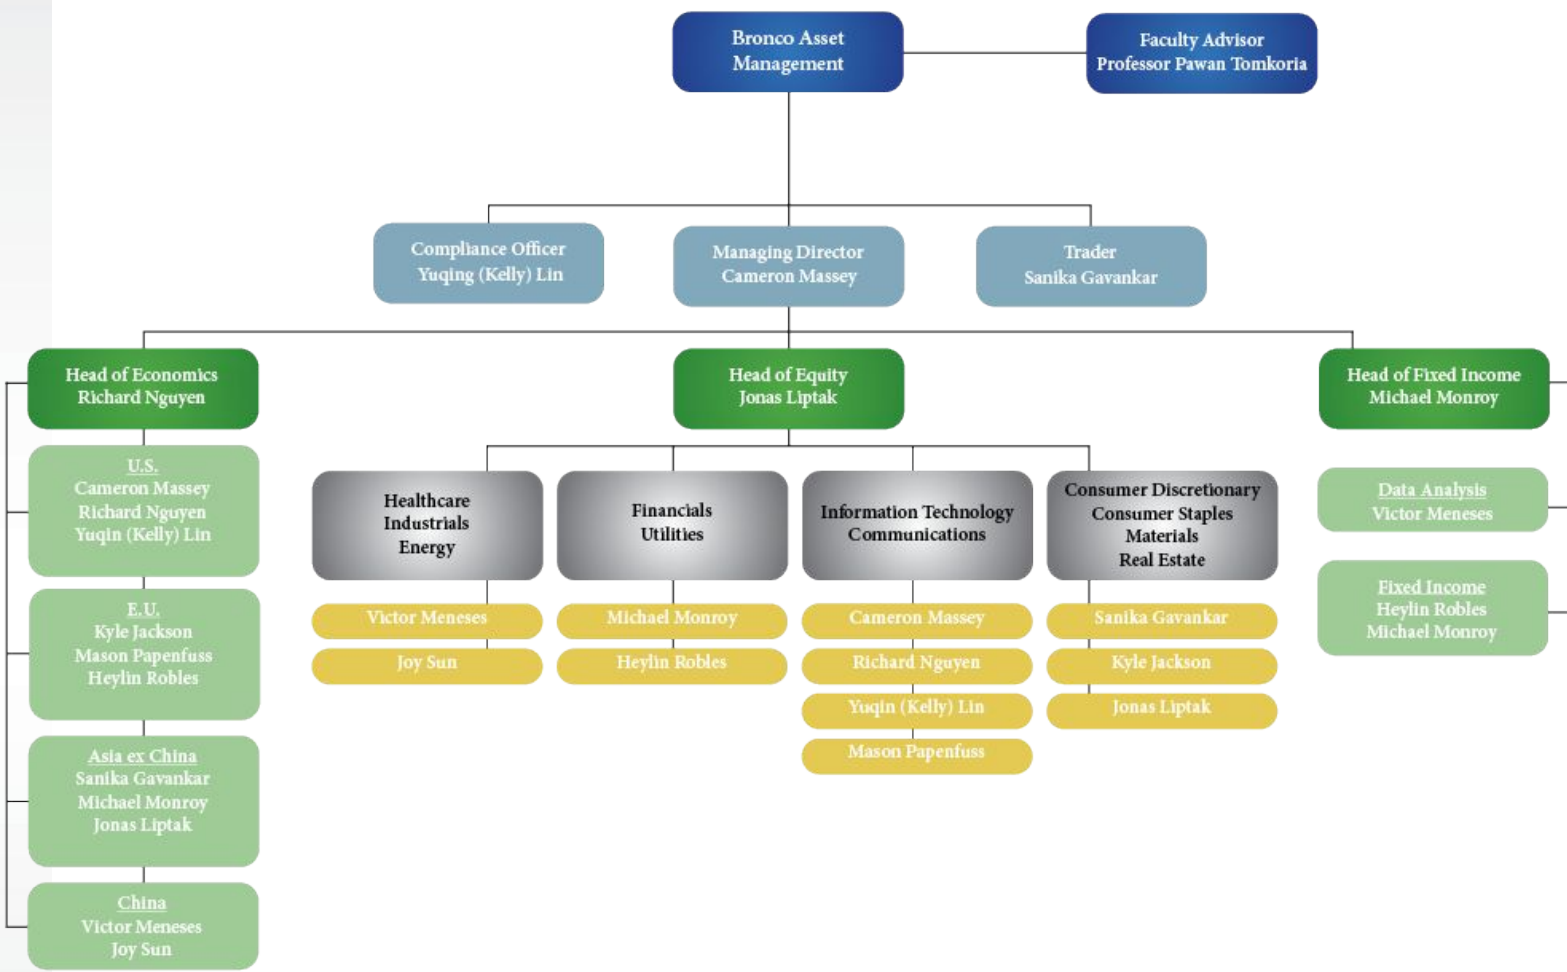 Bronco Asset
Management
Faculty Advisor
Professor Pawan Tomkoria
Compliance Officer
Yuqing (Kelly) Lin
Managing Director
Cameron Massey
Trader
Sanika Gavankar
Head of Economics
Richard Nguyen
Head of Equity
Jonas Liptak
Head of Fixed Income
Michael Monroy
U.S.
Cameron Massey
Richard Nguyen
Yuqin (Kelly) Lin
E.U.
Kyle Jackson
Mason Papenfuss
Heylin Robles
Asia ex China
Sanika Gavankar
Michael Monroy
Jonas Liptak
China
Victor Meneses
Joy Sun
Healthcare
Industrials
Energy
Victor Meneses
Joy Sun
Financials
Utilities
Michael Monroy
Heylin Robles
Information Technology
Communications
Cameron Massey
Richard Nguyen
Yuqin (Kelly) Lin
Mason Papenfuss
Consumer Discretionary
Consumer Staples
Materials
Real Estate
Sanika Gavankar
Kyle Jackson
Jonas Liptak
Data Analysis
Victor Meneses
Fixed Income
Heylin Robles
Michael Monroy